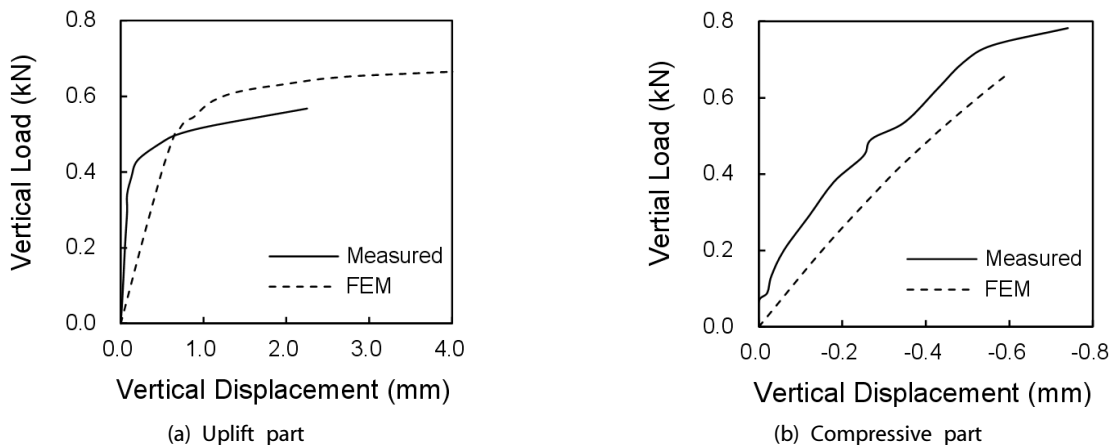 0.8
0.6
0.4
0.2
0.0
Vertical Load (kN)
Measured
FEM
0.0 1.0 2.0 3.0 4.0
Vertical Displacement (mm)
(a) Uplift part
0.8
0.6
0.4
0.2
0.0
Vertial Load (kN)
Measured
FEM
0.0 -0.2 -0.4 -0.6 -0.8
Vertical Displacement (mm)
(b) Compressive part